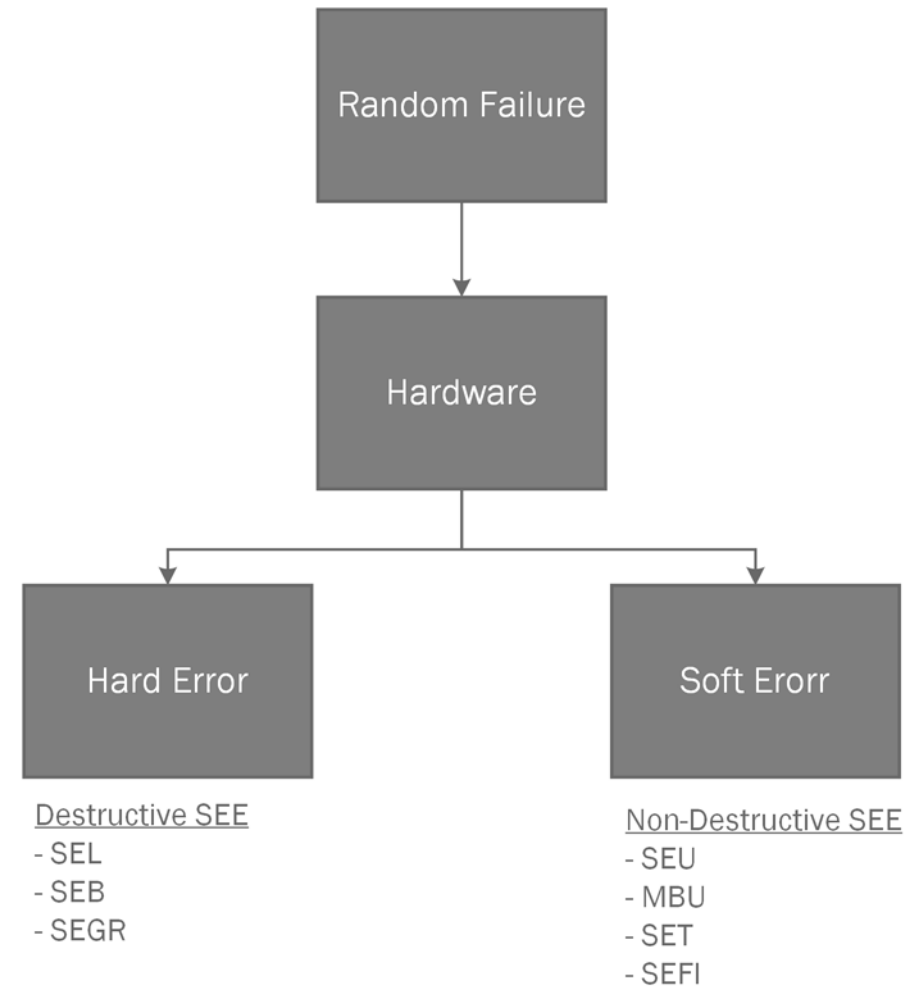 Random Failure
Hardware
Hard Error
Soft Erorr
Destructive SEE
- SEL
- SEB
- SEGR
Non-Destructive SEE
- SEU
- MBU
- SET
- SEFI